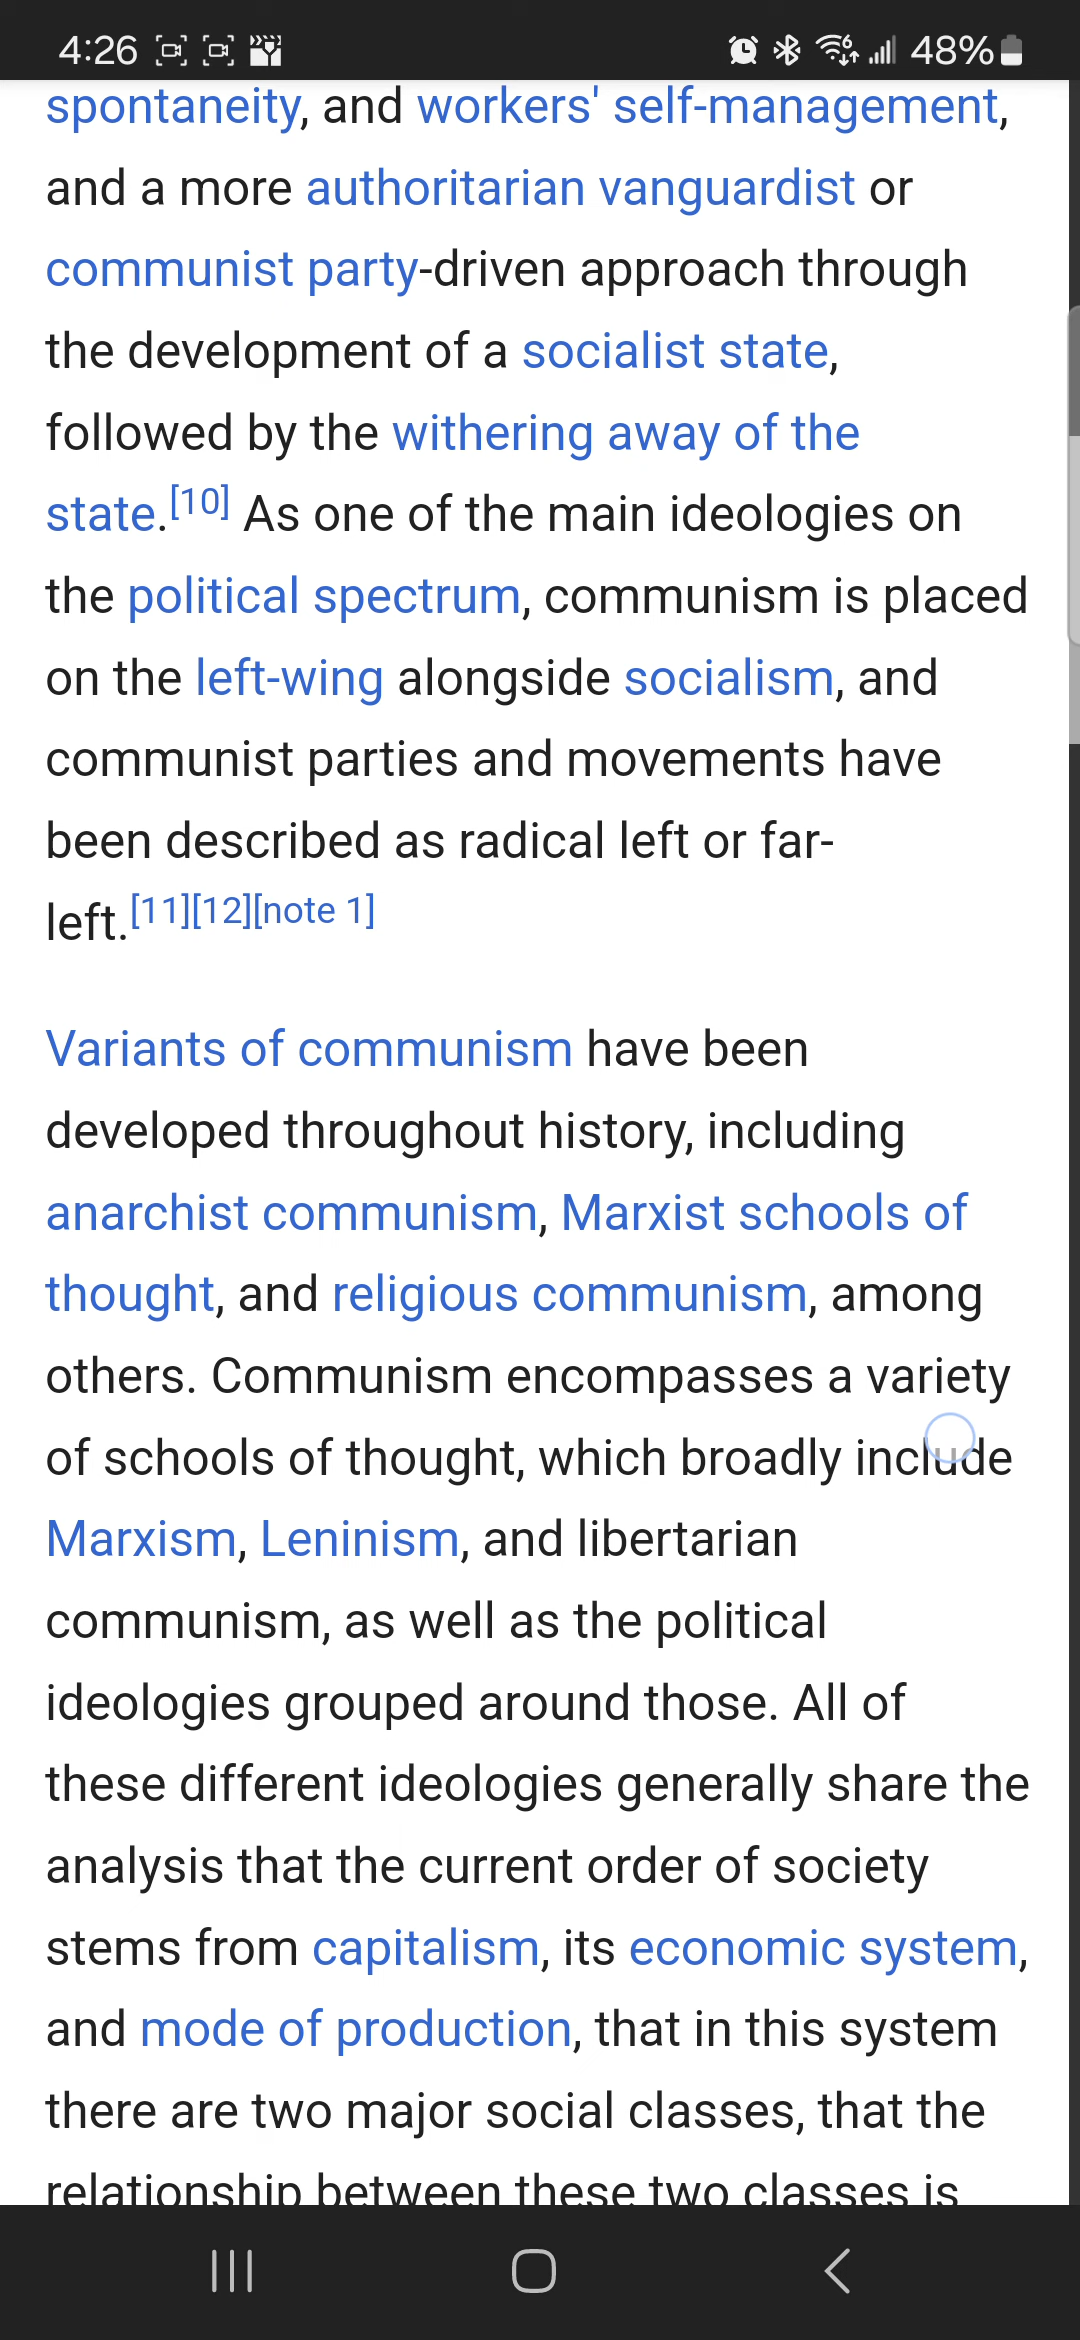 4:26 48%
spontaneity, and workers' self-management,
and a more authoritarian vanguardist or
communist party-driven approach through
the development of a socialist state,
followed by the withering away of the
state.[10] As one of the main ideologies on
the political spectrum, communism is placed
on the left-wing alongside socialism, and
communist parties and movements have
been described as radical left or far-
left.[11][12][note 1]
Variants of communism have been
developed throughout history, including
anarchist communism, Marxist schools of
thought, and religious communism, among
others. Communism encompasses a variety
of schools of thought, which broadly include
Marxism, Leninism, and libertarian
communism, as well as the political
ideologies grouped around those. All of
these different ideologies generally share the
analysis that the current order of society
stems from capitalism, its economic system,
and mode of production, that in this system
there are two major social classes, that the
relationship between these two classes is